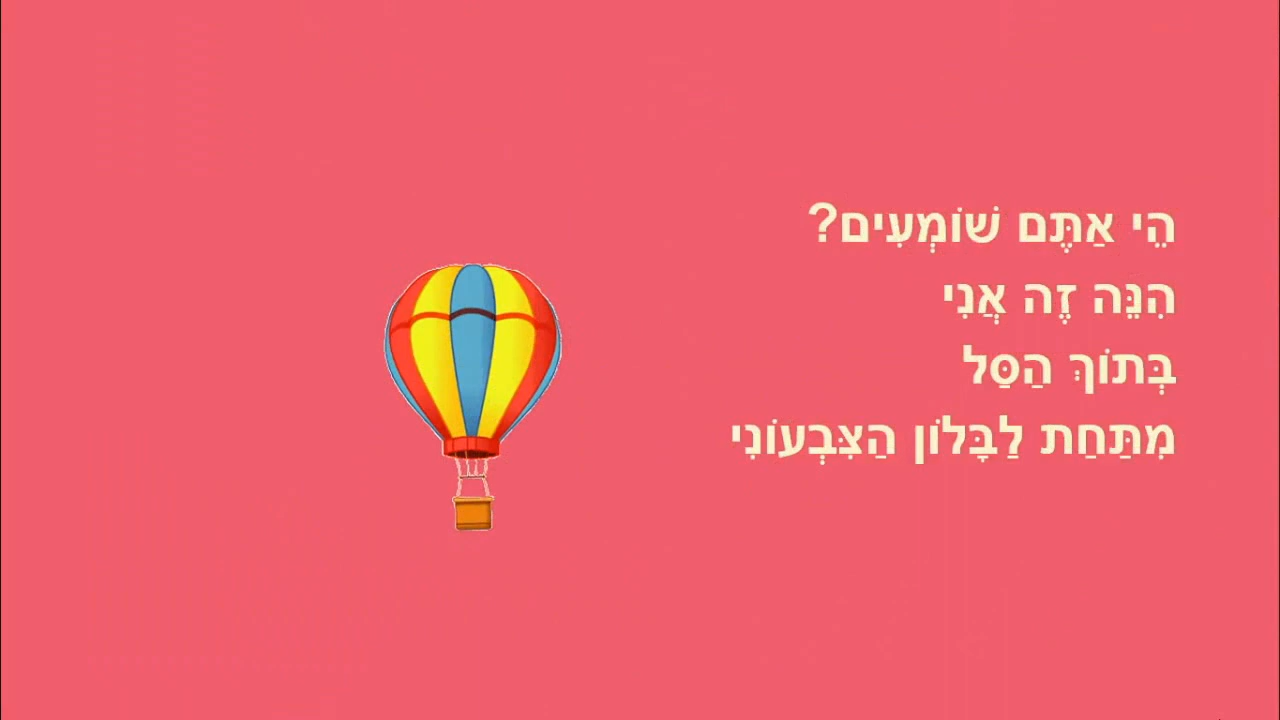 הֵי אַתֶּם שׁוֹמְעִים?
הִנֵּה זֶה אֲנִי
בְּתוֹךְ הַסַּל
מִתַּחַת לַבָּלוֹן הַצִּבְעוֹנִי